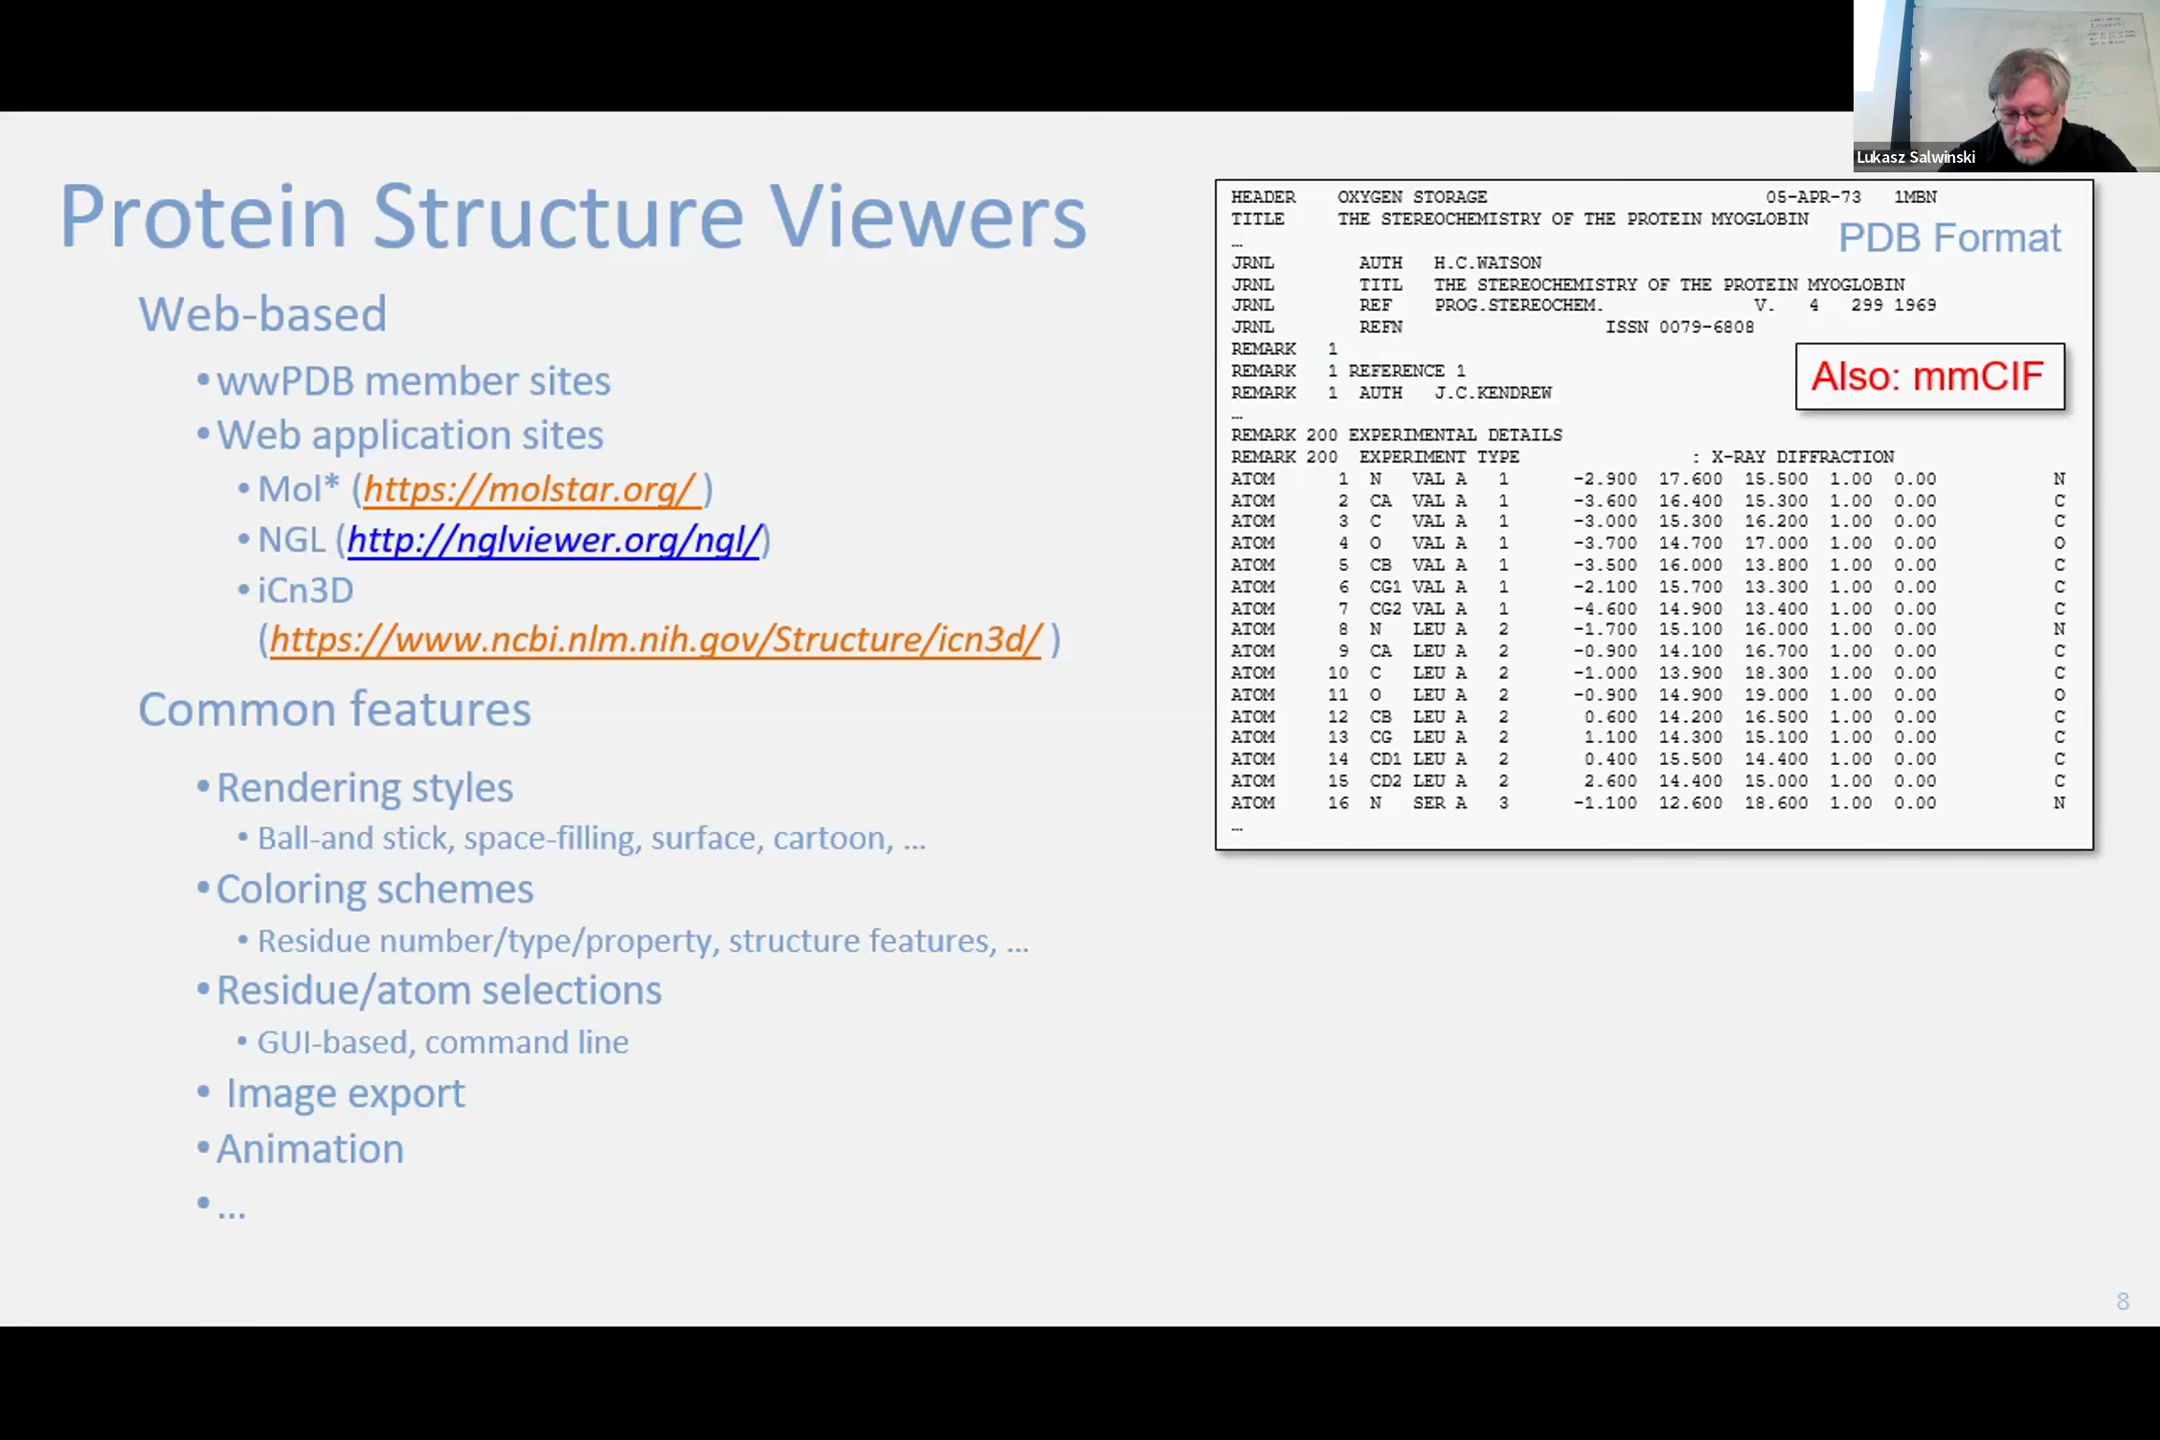 Lukasz Salwinski
Protein Structure Viewers
Web-based
•wwPDB member sites
•Web application sites
•Mol* (https://molstar.org/ )
•NGL (http://nglviewer.org/ngl/)
•iCn3D
(https://www.ncbi.nlm.nih.gov/Structure/icn3d/ )
Common features
•Rendering styles
•Ball-and stick, space-filling, surface, cartoon, …
•Coloring schemes
•Residue number/type/property, structure features, …
•Residue/atom selections
•GUI-based, command line
• Image export
•Animation
•…
HEADER    OXYGEN STORAGE                          05-APR-73   1MBN
TITLE     THE STEREOCHEMISTRY OF THE PROTEIN MYOGLOBIN
PDB Format
…
JRNL        AUTH   H.C.WATSON
JRNL        TITL   THE STEREOCHEMISTRY OF THE PROTEIN MYOGLOBIN
JRNL        REF    PROG.STEREOCHEM.              V.   4   299 1969
JRNL        REFN                   ISSN 0079-6808
REMARK   1
REMARK   1 REFERENCE 1
REMARK   1  AUTH   J.C.KENDREW
Also: mmCIF
…
REMARK 200 EXPERIMENTAL DETAILS
REMARK 200  EXPERIMENT TYPE                : X-RAY DIFFRACTION
ATOM      1  N   VAL A   1      -2.900  17.600  15.500  1.00  0.00           N
ATOM      2  CA  VAL A   1      -3.600  16.400  15.300  1.00  0.00           C
ATOM      3  C   VAL A   1      -3.000  15.300  16.200  1.00  0.00           C
ATOM      4  O   VAL A   1      -3.700  14.700  17.000  1.00  0.00           O
ATOM      5  CB  VAL A   1      -3.500  16.000  13.800  1.00  0.00           C
ATOM      6  CG1 VAL A   1      -2.100  15.700  13.300  1.00  0.00           C
ATOM      7  CG2 VAL A   1      -4.600  14.900  13.400  1.00  0.00           C
ATOM      8  N   LEU A   2      -1.700  15.100  16.000  1.00  0.00           N
ATOM      9  CA  LEU A   2      -0.900  14.100  16.700  1.00  0.00           C
ATOM     10  C   LEU A   2      -1.000  13.900  18.300  1.00  0.00           C
ATOM     11  O   LEU A   2      -0.900  14.900  19.000  1.00  0.00           O
ATOM     12  CB  LEU A   2       0.600  14.200  16.500  1.00  0.00           C
ATOM     13  CG  LEU A   2       1.100  14.300  15.100  1.00  0.00           C
ATOM     14  CD1 LEU A   2       0.400  15.500  14.400  1.00  0.00           C
ATOM     15  CD2 LEU A   2       2.600  14.400  15.000  1.00  0.00           C
ATOM     16  N   SER A   3      -1.100  12.600  18.600  1.00  0.00           N
…
8